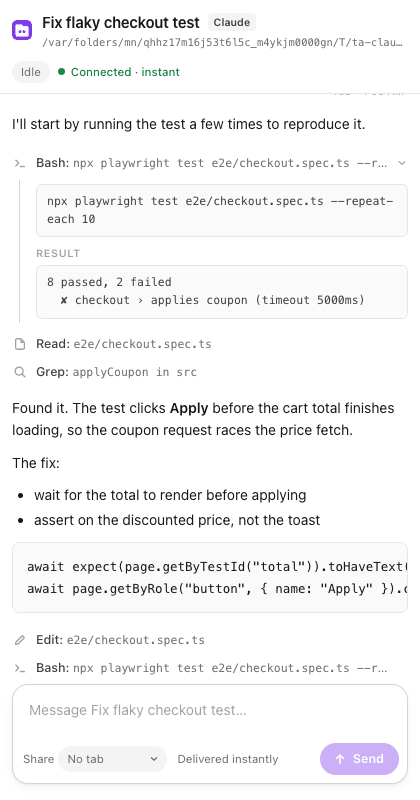 Fix flaky checkout test Claude
/var/folders/mn/qhhz17m16j53t6l5c_m4ykjm0000gn/T/ta-clau…
Idle Connected · instant
I'll start by running the test a few times to reproduce it.
Bash: npx playwright test e2e/checkout.spec.ts --r…
npx playwright test e2e/checkout.spec.ts --repeat-
each 10
RESULT
8 passed, 2 failed
✘ checkout › applies coupon (timeout 5000ms)
Read: e2e/checkout.spec.ts
Grep: applyCoupon in src
Found it. The test clicks Apply before the cart total finishes
loading, so the coupon request races the price fetch.
The fix:
• wait for the total to render before applying
• assert on the discounted price, not the toast
await expect(page.getByTestId("total")).toHaveText(
await page.getByRole("button", { name: "Apply" }).c
Edit: e2e/checkout.spec.ts
Bash: npx playwright test e2e/checkout.spec.ts --r…
Message Fix flaky checkout test...
Share No tab Delivered instantly Send